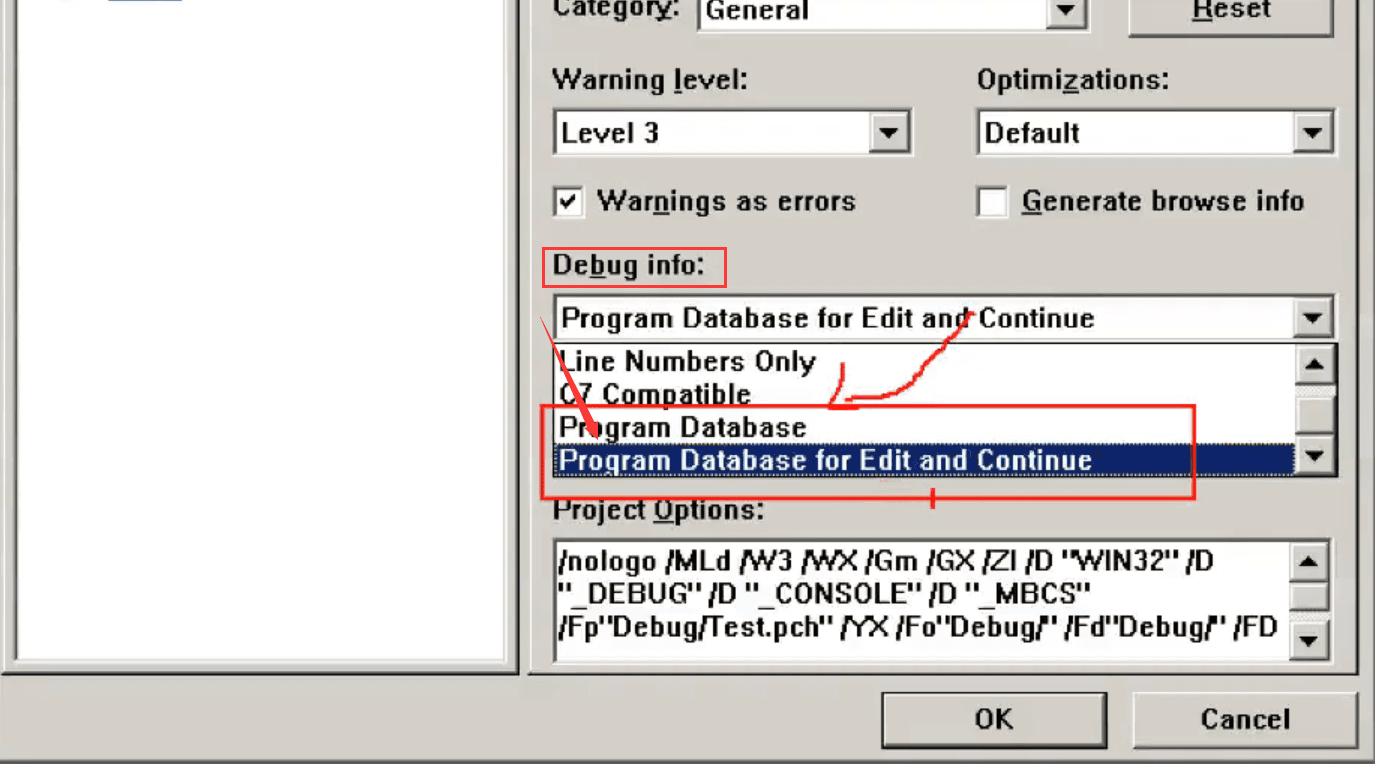 Category: General Reset
Warning level: Optimizations:
Level 3 Default
Warnings as errors Generate browse info
Debug info:
Program Database for Edit and Continue
Line Numbers Only
C7 Compatible
Program Database
Program Database for Edit and Continue
Project Options:
/nologo /MLd /W3 /WX /Gm /GX /ZI /D "WIN32" /D
"_DEBUG" /D "_CONSOLE" /D "_MBCS"
/Fp"Debug/Test.pch" /YX /Fo"Debug/" /Fd"Debug/" /FD
OK Cancel